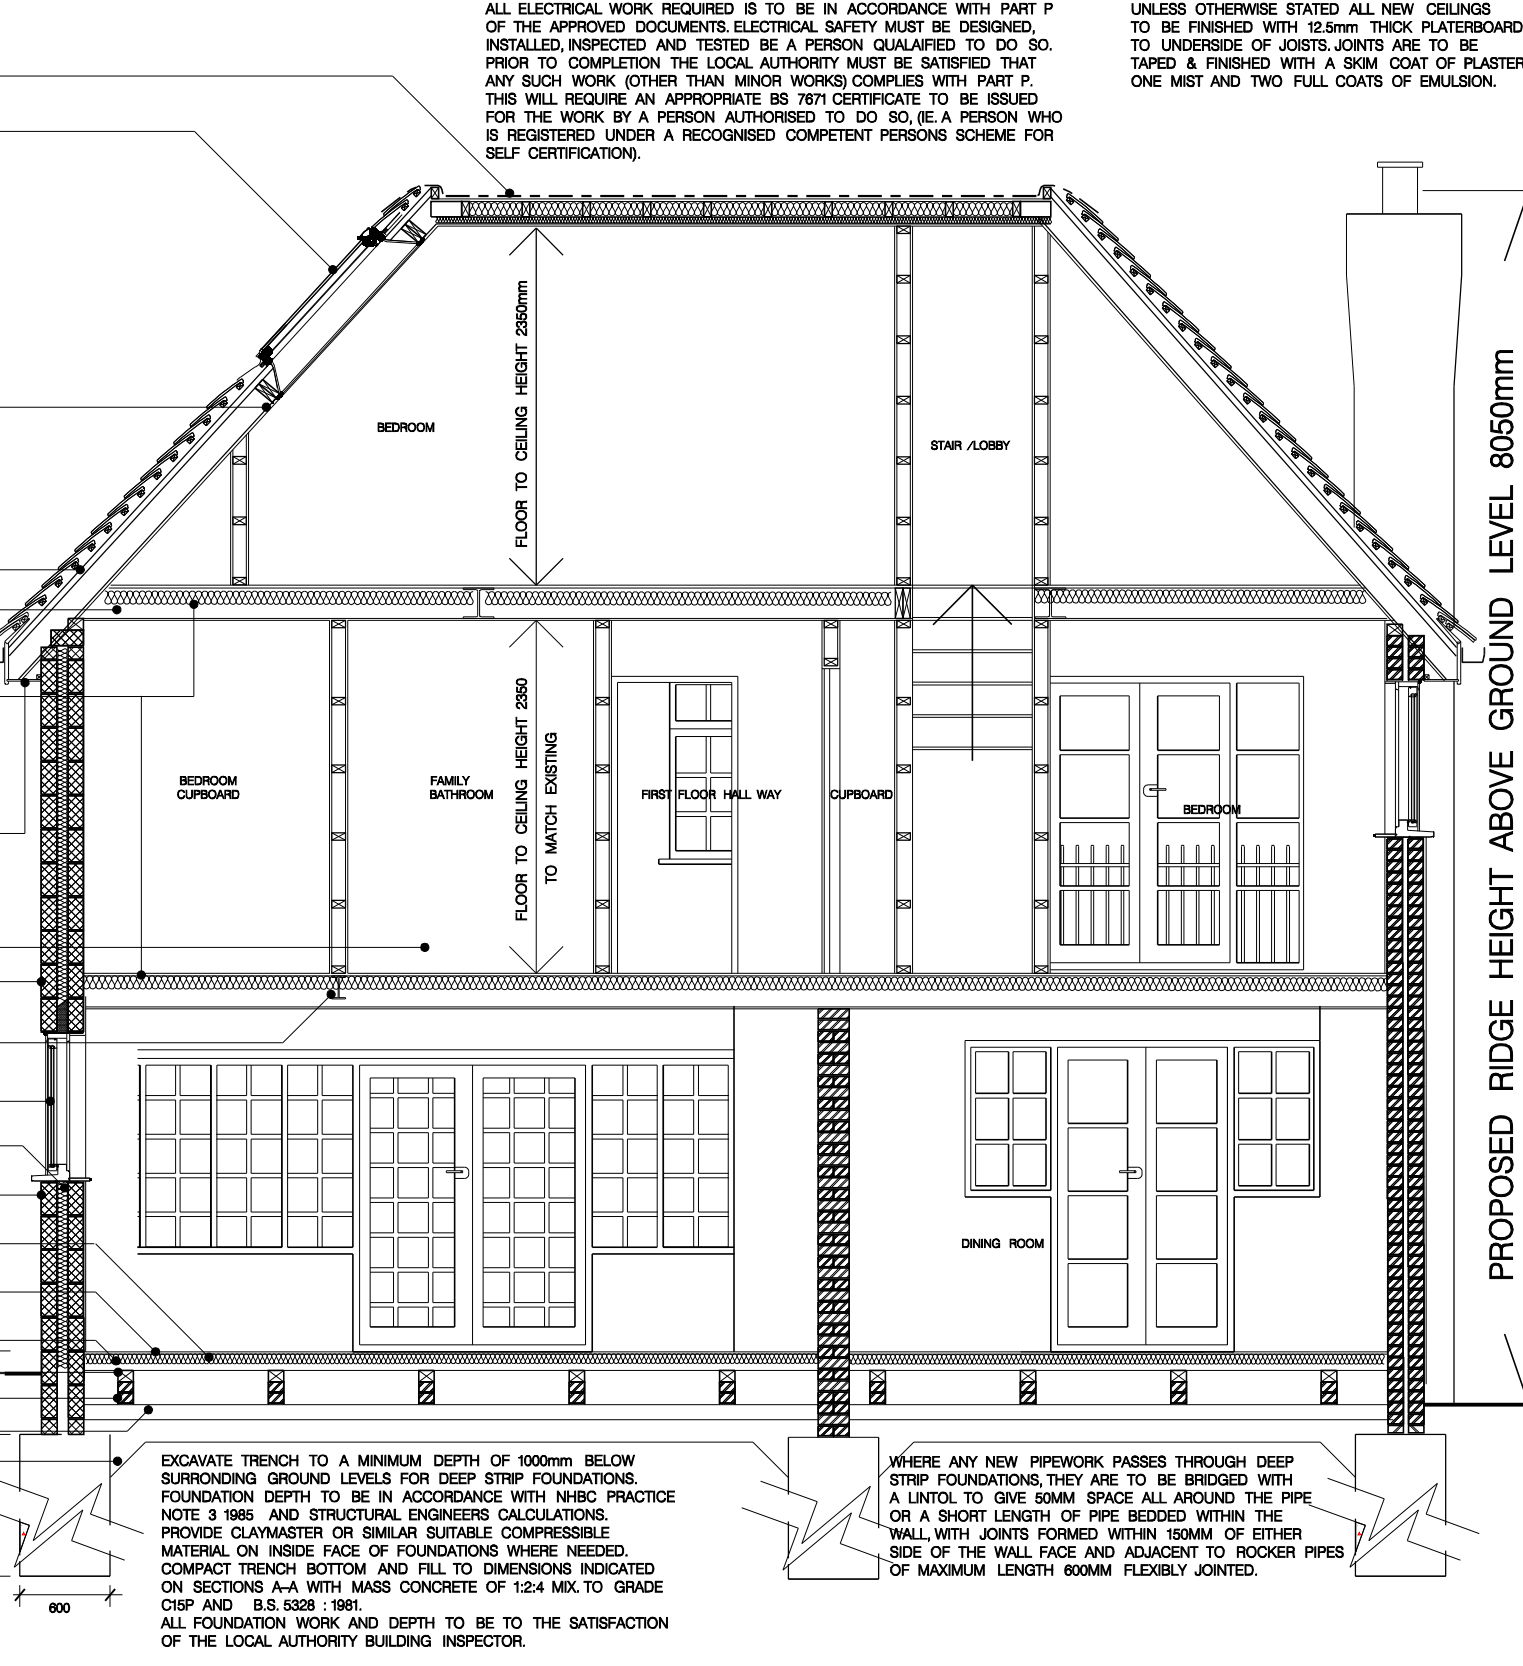 ALL ELECTRICAL WORK REQUIRED IS TO BE IN ACCORDANCE WITH PART P
OF THE APPROVED DOCUMENTS. ELECTRICAL SAFETY MUST BE DESIGNED,
INSTALLED, INSPECTED AND TESTED BE A PERSON QUALAIFIED TO DO SO.
PRIOR TO COMPLETION THE LOCAL AUTHORITY MUST BE SATISFIED THAT
ANY SUCH WORK (OTHER THAN MINOR WORKS) COMPLIES WITH PART P.
THIS WILL REQUIRE AN APPROPRIATE BS 7671 CERTIFICATE TO BE ISSUED
FOR THE WORK BY A PERSON AUTHORISED TO DO SO, (IE. A PERSON WHO
IS REGISTERED UNDER A RECOGNISED COMPETENT PERSONS SCHEME FOR
SELF CERTIFICATION).
UNLESS OTHERWISE STATED ALL NEW CEILINGS
TO BE FINISHED WITH 12.5mm THICK PLATERBOARD
TO UNDERSIDE OF JOISTS. JOINTS ARE TO BE
TAPED & FINISHED WITH A SKIM COAT OF PLASTER
ONE MIST AND TWO FULL COATS OF EMULSION.
FLOOR TO CEILING HEIGHT 2350mm
BEDROOM
STAIR /LOBBY
PROPOSED RIDGE HEIGHT ABOVE GROUND LEVEL 8050mm
FLOOR TO CEILING HEIGHT 2350
TO MATCH EXISTING
BEDROOM
CUPBOARD
FAMILY
BATHROOM
FIRST FLOOR HALL WAY
CUPBOARD
BEDROOM
DINING ROOM
EXCAVATE TRENCH TO A MINIMUM DEPTH OF 1000mm BELOW
SURRONDING GROUND LEVELS FOR DEEP STRIP FOUNDATIONS.
FOUNDATION DEPTH TO BE IN ACCORDANCE WITH NHBC PRACTICE
NOTE 3 1985 AND STRUCTURAL ENGINEERS CALCULATIONS.
PROVIDE CLAYMASTER OR SIMILAR SUITABLE COMPRESSIBLE
MATERIAL ON INSIDE FACE OF FOUNDATIONS WHERE NEEDED.
COMPACT TRENCH BOTTOM AND FILL TO DIMENSIONS INDICATED
ON SECTIONS A-A WITH MASS CONCRETE OF 1:2:4 MIX. TO GRADE
C15P AND B.S. 5328 : 1981.
ALL FOUNDATION WORK AND DEPTH TO BE TO THE SATISFACTION
OF THE LOCAL AUTHORITY BUILDING INSPECTOR.
WHERE ANY NEW PIPEWORK PASSES THROUGH DEEP
STRIP FOUNDATIONS, THEY ARE TO BE BRIDGED WITH
A LINTOL TO GIVE 50MM SPACE ALL AROUND THE PIPE
OR A SHORT LENGTH OF PIPE BEDDED WITHIN THE
WALL, WITH JOINTS FORMED WITHIN 150MM OF EITHER
SIDE OF THE WALL FACE AND ADJACENT TO ROCKER PIPES
OF MAXIMUM LENGTH 600MM FLEXIBLY JOINTED.
600